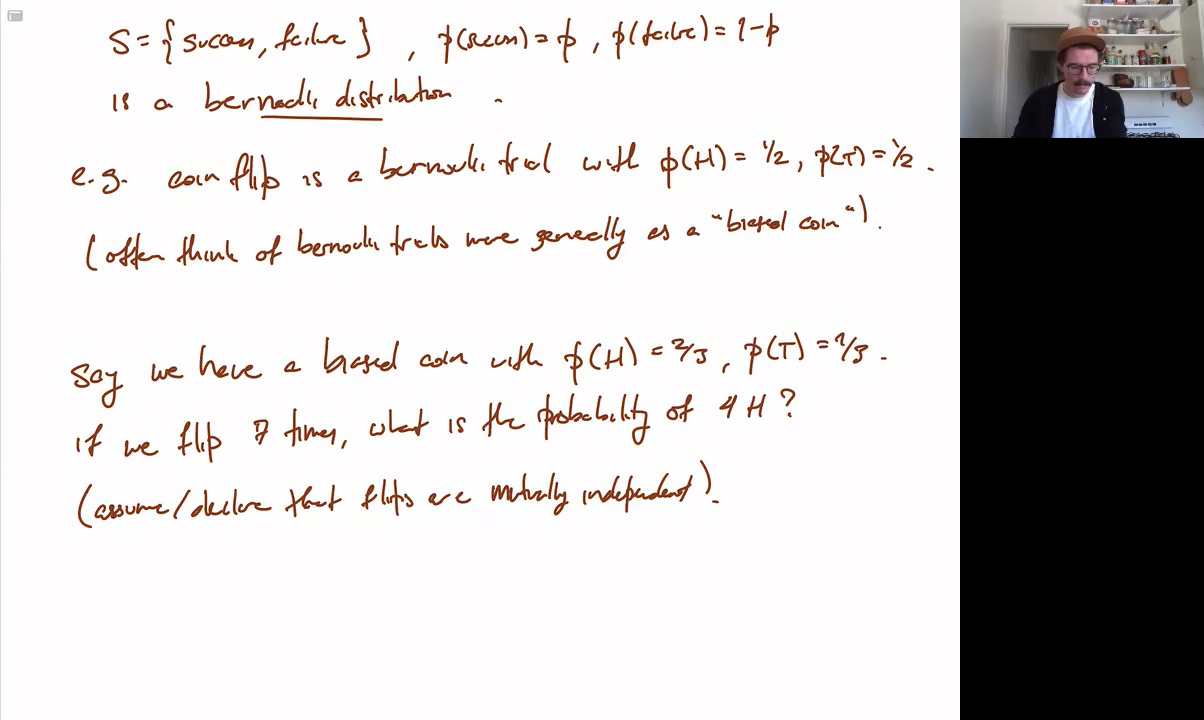 S = { success, failure } , p(success) = p , p(failure) = 1-p
is a bernoulli distribution .
e.g. coin flip is a bernoulli trial with p(H) = 1/2, p(T) = 1/2 .
(often think of bernoulli trials more generally as a "biased coin") .
Say we have a biased coin with p(H) = 2/3 , p(T) = 1/3 .
if we flip 7 times, what is the probability of 4 H ?
(assume/declare that flips are mutually independent).